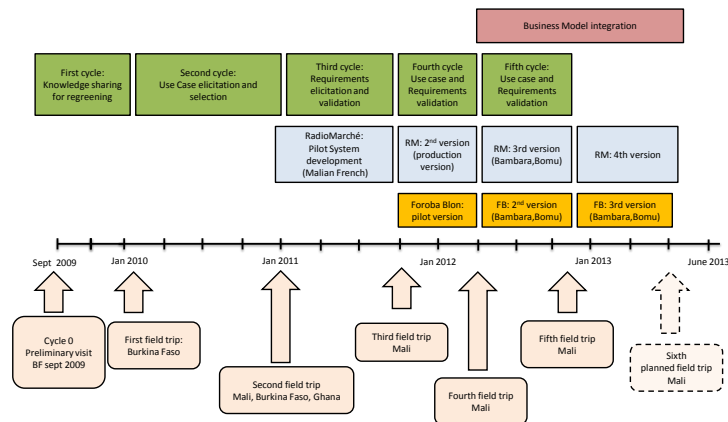 Business Model integration
First cycle:
Knowledge sharing
for regreening
Second cycle:
Use Case elicitation and
selection
Third cycle:
Requirements
elicitation and
validation
Fourth cycle
Use case and
Requirements
validation
Fifth cycle:
Use case and
Requirements
validation
RadioMarché:
Pilot System
development
(Malian French)
RM: 2nd version
(production
version)
RM: 3rd version
(Bambara,Bomu)
RM: 4th version
Foroba Blon:
pilot version
FB: 2nd version
(Bambara,Bomu)
FB: 3rd version
(Bambara,Bomu)
Sept 2009
Jan 2010
Jan 2011
Jan 2012
Jan 2013
June 2013
Cycle 0
Preliminary visit
BF sept 2009
First field trip:
Burkina Faso
Second field trip
Mali, Burkina Faso, Ghana
Third field trip
Mali
Fourth field trip
Mali
Fifth field trip
Mali
Sixth
planned field trip
Mali